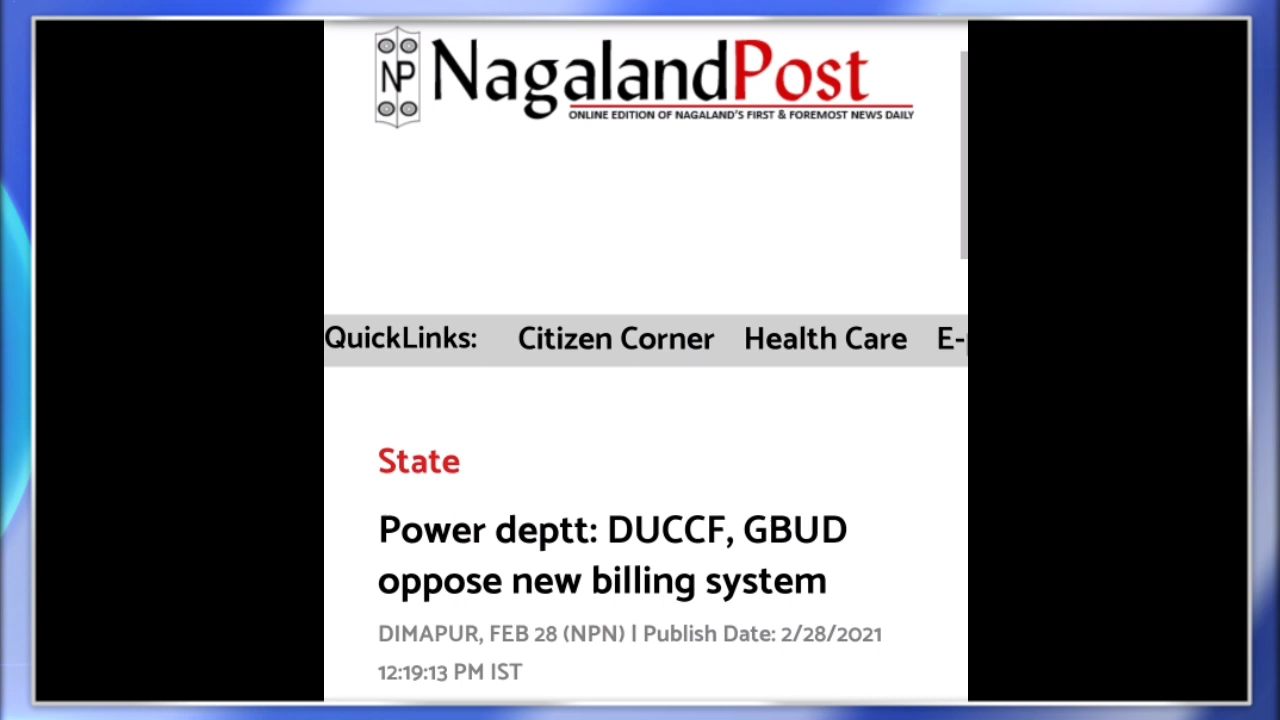 NP NagalandPost
ONLINE EDITION OF NAGALAND'S FIRST & FOREMOST NEWS DAILY
QuickLinks: Citizen Corner Health Care E-
State
Power deptt: DUCCF, GBUD
oppose new billing system
DIMAPUR, FEB 28 (NPN) | Publish Date: 2/28/2021
12:19:13 PM IST